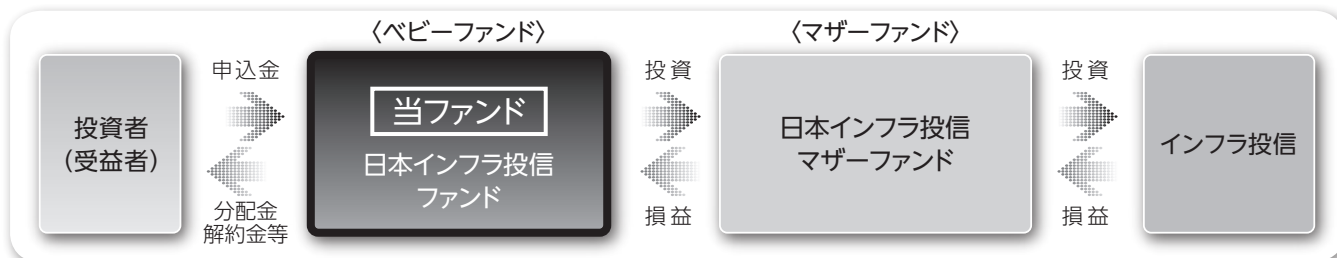 〈ベビーファンド〉
〈マザーファンド〉
投資者
（受益者）
申込金
分配金
解約金等
当ファンド
日本インフラ投信
ファンド
投資
損益
日本インフラ投信
マザーファンド
投資
損益
インフラ投信